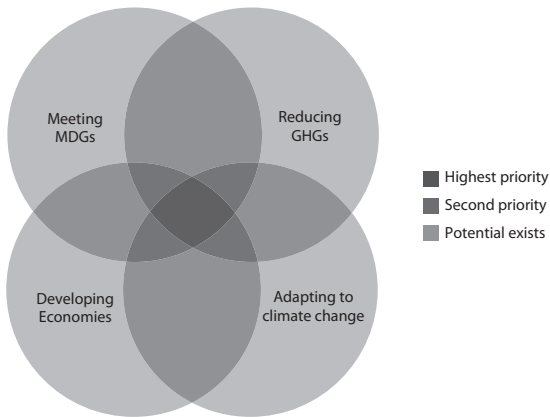 Meeting
MDGs
Reducing
GHGs
Highest priority
Second priority
Potential exists
Developing
Economies
Adapting to
climate change